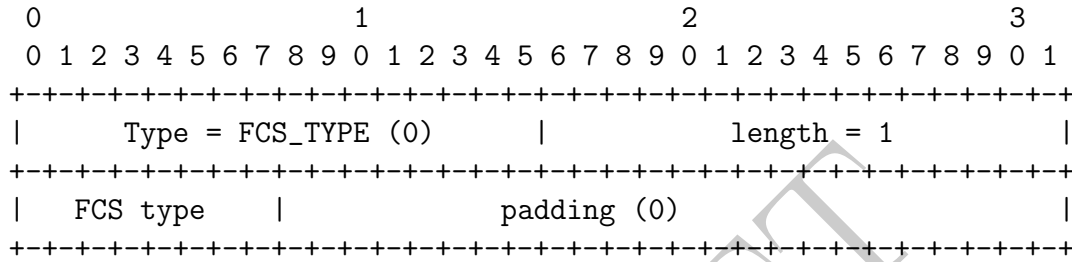 0                   1                   2                   3
 0 1 2 3 4 5 6 7 8 9 0 1 2 3 4 5 6 7 8 9 0 1 2 3 4 5 6 7 8 9 0 1
+-+-+-+-+-+-+-+-+-+-+-+-+-+-+-+-+-+-+-+-+-+-+-+-+-+-+-+-+-+-+-+-+
|      Type = FCS_TYPE (0)      |           length = 1          |
+-+-+-+-+-+-+-+-+-+-+-+-+-+-+-+-+-+-+-+-+-+-+-+-+-+-+-+-+-+-+-+-+
|   FCS type    |             padding (0)                       |
+-+-+-+-+-+-+-+-+-+-+-+-+-+-+-+-+-+-+-+-+-+-+-+-+-+-+-+-+-+-+-+-+